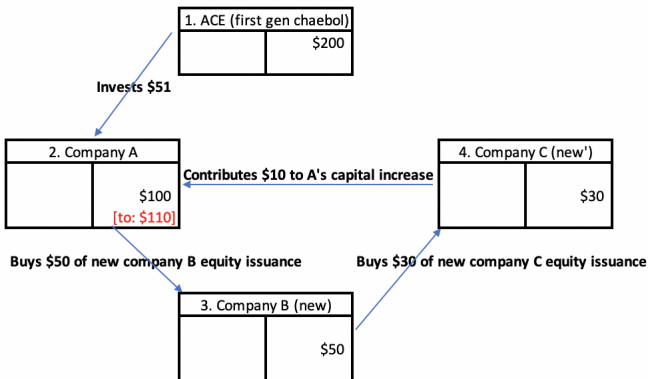 1. ACE (first gen chaebol)
$200
Invests $51
2. Company A
$100
[to: $110]
Contributes $10 to A's capital increase
4. Company C (new')
$30
Buys $50 of new company B equity issuance
Buys $30 of new company C equity issuance
3. Company B (new)
$50